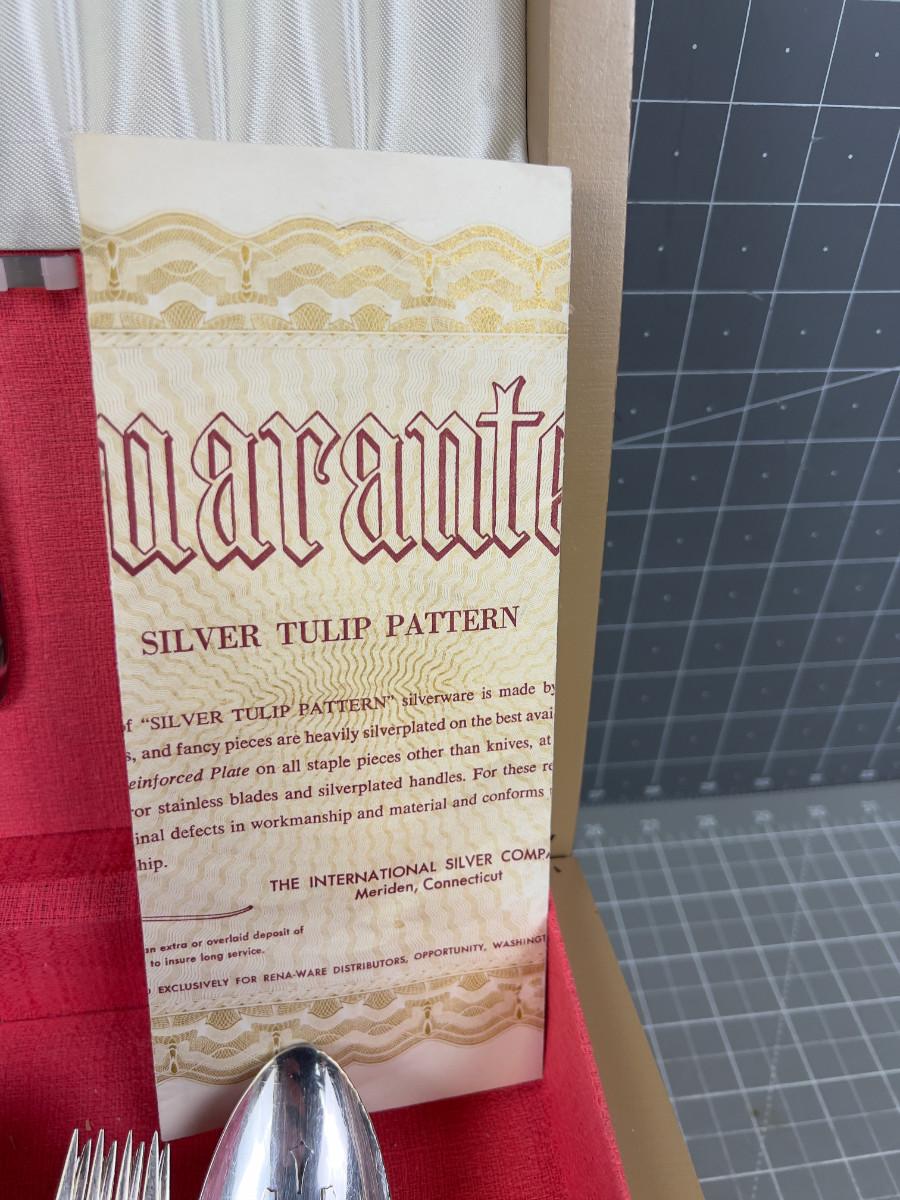 uarante
SILVER TULIP PATTERN
of "SILVER TULIP PATTERN" silverware is made by
s, and fancy pieces are heavily silverplated on the best avai
einforced Plate on all staple pieces other than knives, at
or stainless blades and silverplated handles. For these re
inal defects in workmanship and material and conforms
hip.
THE INTERNATIONAL SILVER COMPA
Meriden, Connecticut
an extra or overlaid deposit of
to insure long service.
EXCLUSIVELY FOR RENA-WARE DISTRIBUTORS, OPPORTUNITY, WASHINGT